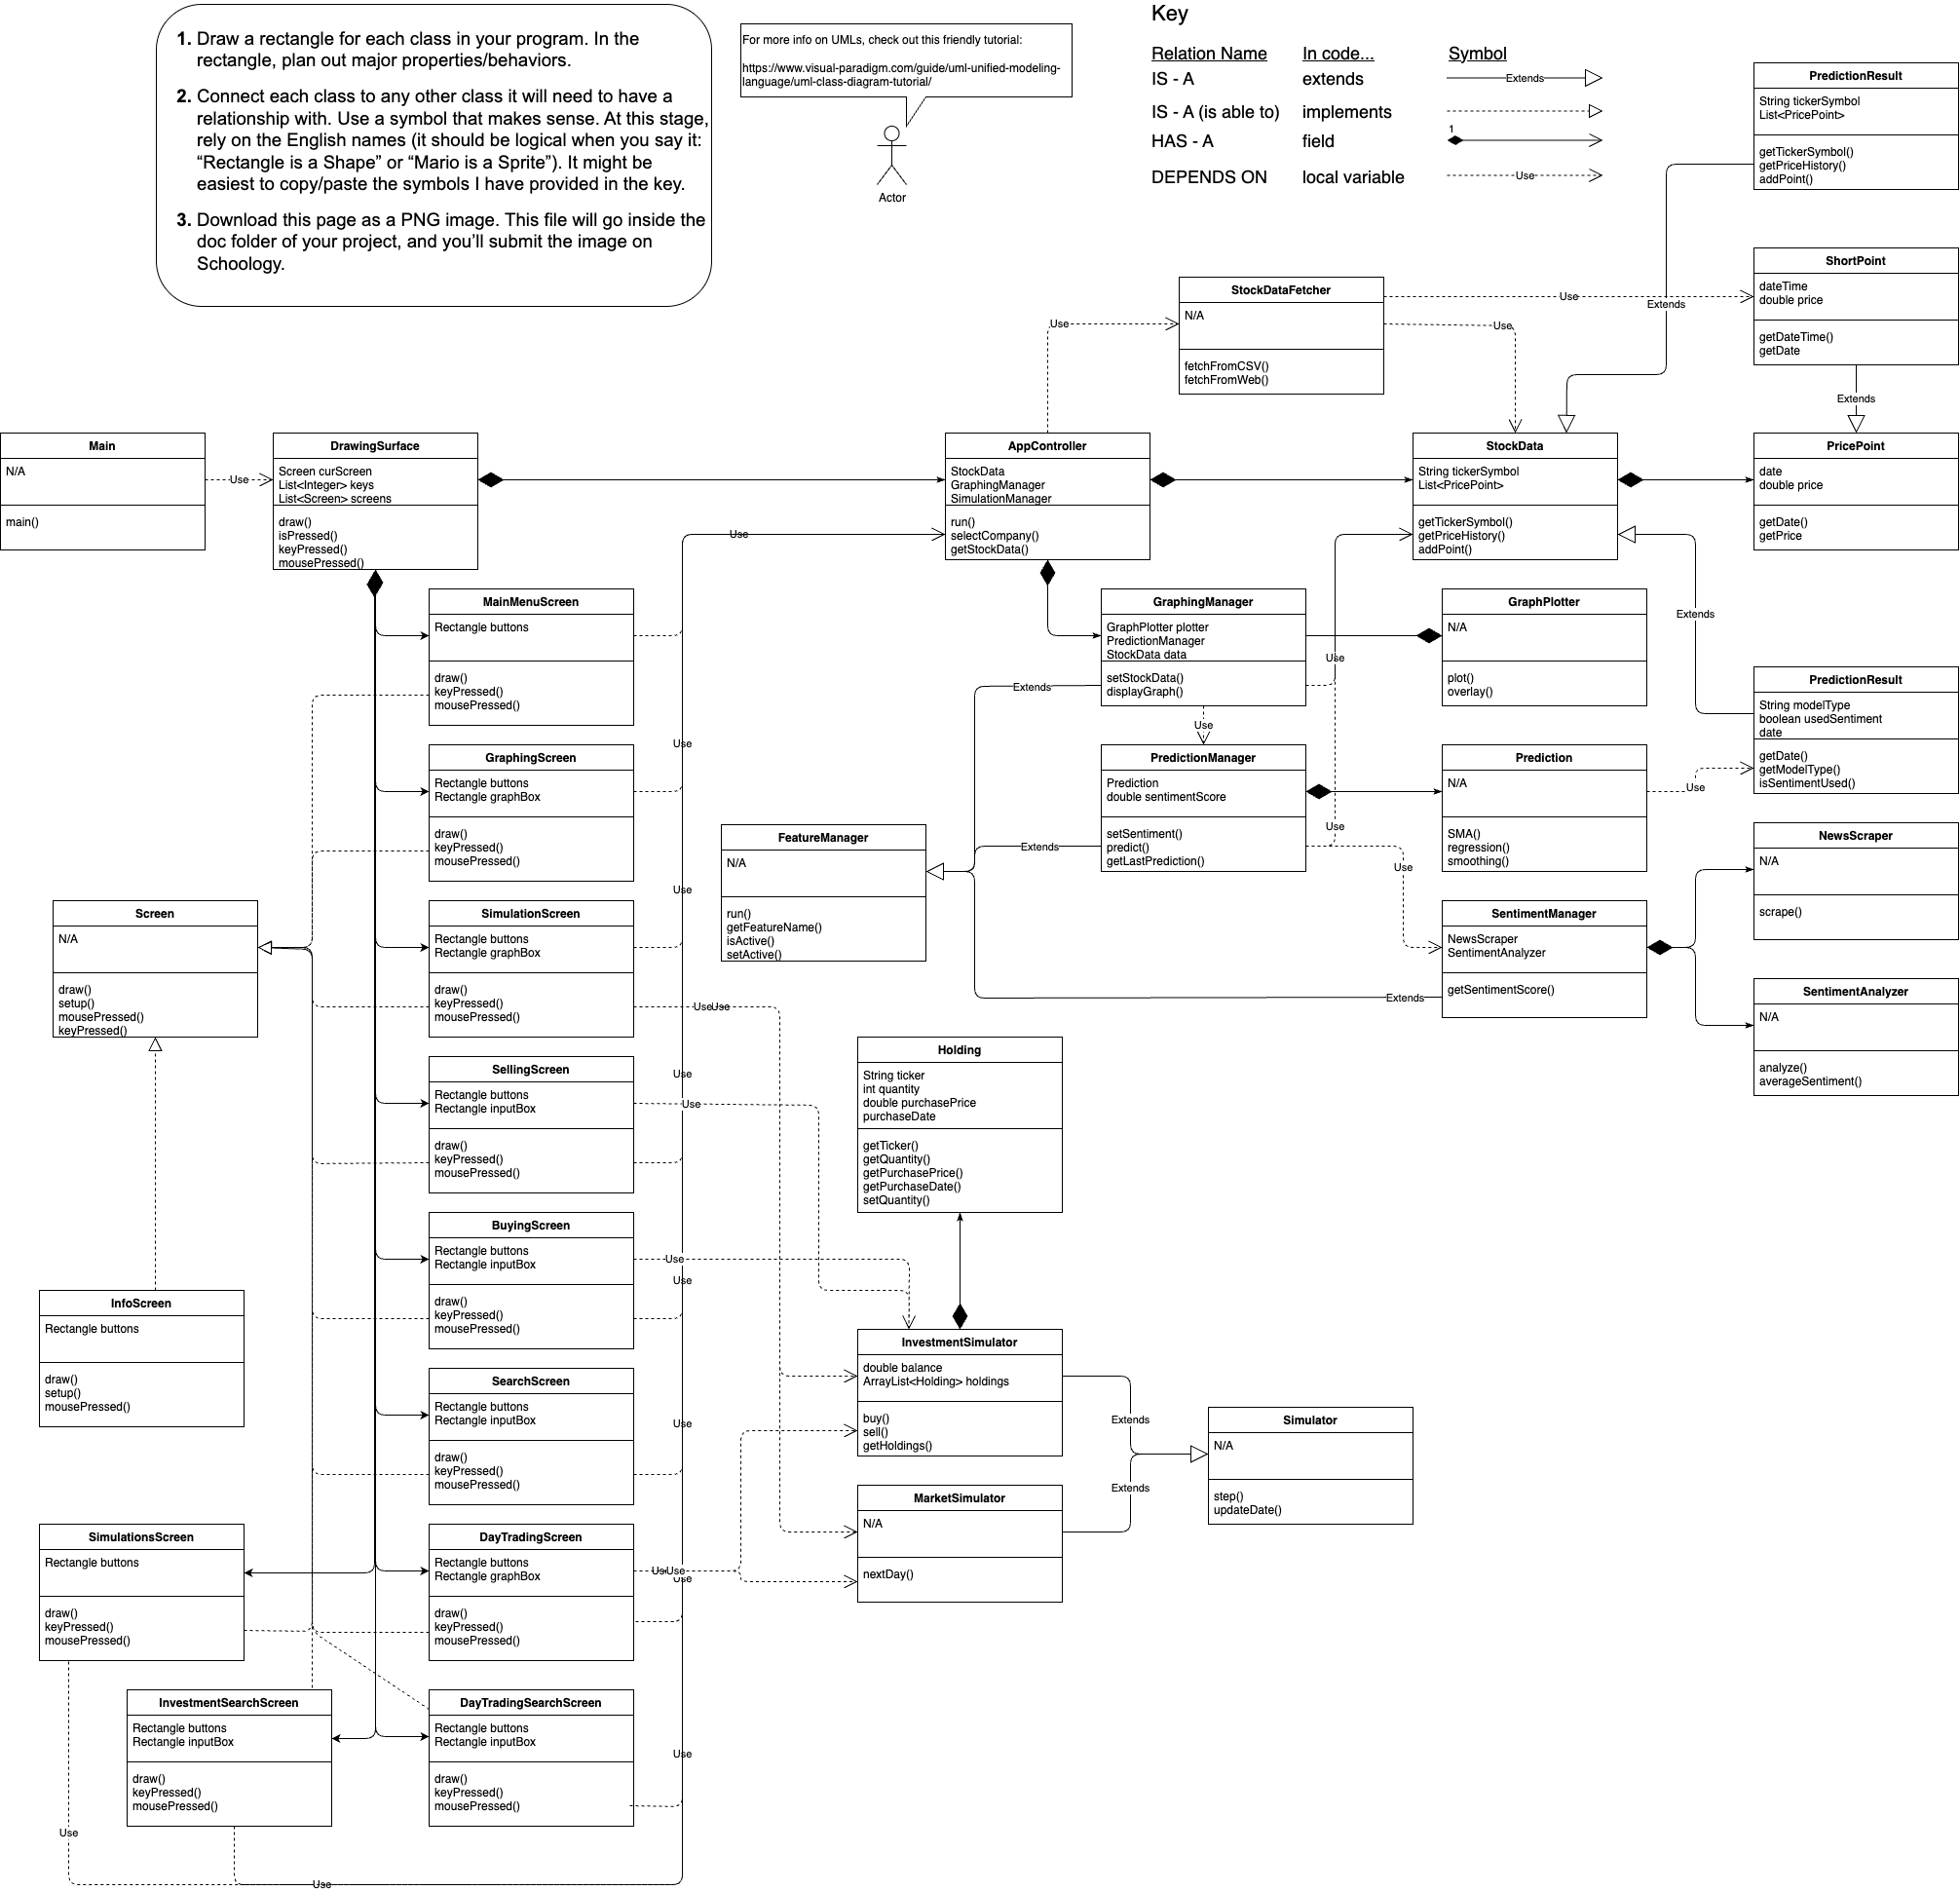 1. Draw a rectangle for each class in your program. In the
rectangle, plan out major properties/behaviors.
2. Connect each class to any other class it will need to have a
relationship with. Use a symbol that makes sense. At this stage,
rely on the English names (it should be logical when you say it:
“Rectangle is a Shape” or “Mario is a Sprite”). It might be
easiest to copy/paste the symbols I have provided in the key.
3. Download this page as a PNG image. This file will go inside the
doc folder of your project, and you’ll submit the image on
Schoology.
For more info on UMLs, check out this friendly tutorial:
https://www.visual-paradigm.com/guide/uml-unified-modeling-
language/uml-class-diagram-tutorial/
Actor
Key
Relation Name In code... Symbol
IS - A extends Extends
IS - A (is able to) implements
HAS - A field 1
DEPENDS ON local variable Use
PredictionResult
String tickerSymbol
List<PricePoint>
getTickerSymbol()
getPriceHistory()
addPoint()
Extends
ShortPoint
dateTime
double price
getDateTime()
getDate
Extends
StockDataFetcher
N/A
fetchFromCSV()
fetchFromWeb()
Use
Use
Use
Main
N/A
main()
Use
DrawingSurface
Screen curScreen
List<Integer> keys
List<Screen> screens
draw()
isPressed()
keyPressed()
mousePressed()
AppController
StockData
GraphingManager
SimulationManager
run()
selectCompany()
getStockData()
Use
StockData
String tickerSymbol
List<PricePoint>
getTickerSymbol()
getPriceHistory()
addPoint()
PricePoint
date
double price
getDate()
getPrice
MainMenuScreen
Rectangle buttons
draw()
keyPressed()
mousePressed()
Use
GraphingManager
GraphPlotter plotter
PredictionManager
StockData data
setStockData()
displayGraph()
Extends
Use
Use
GraphPlotter
N/A
plot()
overlay()
Extends
PredictionResult
String modelType
boolean usedSentiment
date
getDate()
getModelType()
isSentimentUsed()
GraphingScreen
Rectangle buttons
Rectangle graphBox
draw()
keyPressed()
mousePressed()
Use
PredictionManager
Prediction
double sentimentScore
setSentiment()
predict()
getLastPrediction()
Extends
Use
Use
Prediction
N/A
SMA()
regression()
smoothing()
Use
FeatureManager
N/A
run()
getFeatureName()
isActive()
setActive()
NewsScraper
N/A
scrape()
Screen
N/A
draw()
setup()
mousePressed()
keyPressed()
SimulationScreen
Rectangle buttons
Rectangle graphBox
draw()
keyPressed()
mousePressed()
UseUse
Use
SentimentManager
NewsScraper
SentimentAnalyzer
getSentimentScore()
Extends
SentimentAnalyzer
N/A
analyze()
averageSentiment()
SellingScreen
Rectangle buttons
Rectangle inputBox
draw()
keyPressed()
mousePressed()
Use
Holding
String ticker
int quantity
double purchasePrice
purchaseDate
getTicker()
getQuantity()
getPurchasePrice()
getPurchaseDate()
setQuantity()
BuyingScreen
Rectangle buttons
Rectangle inputBox
draw()
keyPressed()
mousePressed()
Use
Use
InfoScreen
Rectangle buttons
draw()
setup()
mousePressed()
InvestmentSimulator
double balance
ArrayList<Holding> holdings
buy()
sell()
getHoldings()
Extends
SearchScreen
Rectangle buttons
Rectangle inputBox
draw()
keyPressed()
mousePressed()
Use
Simulator
N/A
step()
updateDate()
MarketSimulator
N/A
nextDay()
Extends
SimulationsScreen
Rectangle buttons
draw()
keyPressed()
mousePressed()
Use
DayTradingScreen
Rectangle buttons
Rectangle graphBox
draw()
keyPressed()
mousePressed()
UseUse
Use
InvestmentSearchScreen
Rectangle buttons
Rectangle inputBox
draw()
keyPressed()
mousePressed()
Use
DayTradingSearchScreen
Rectangle buttons
Rectangle inputBox
draw()
keyPressed()
mousePressed()
Use